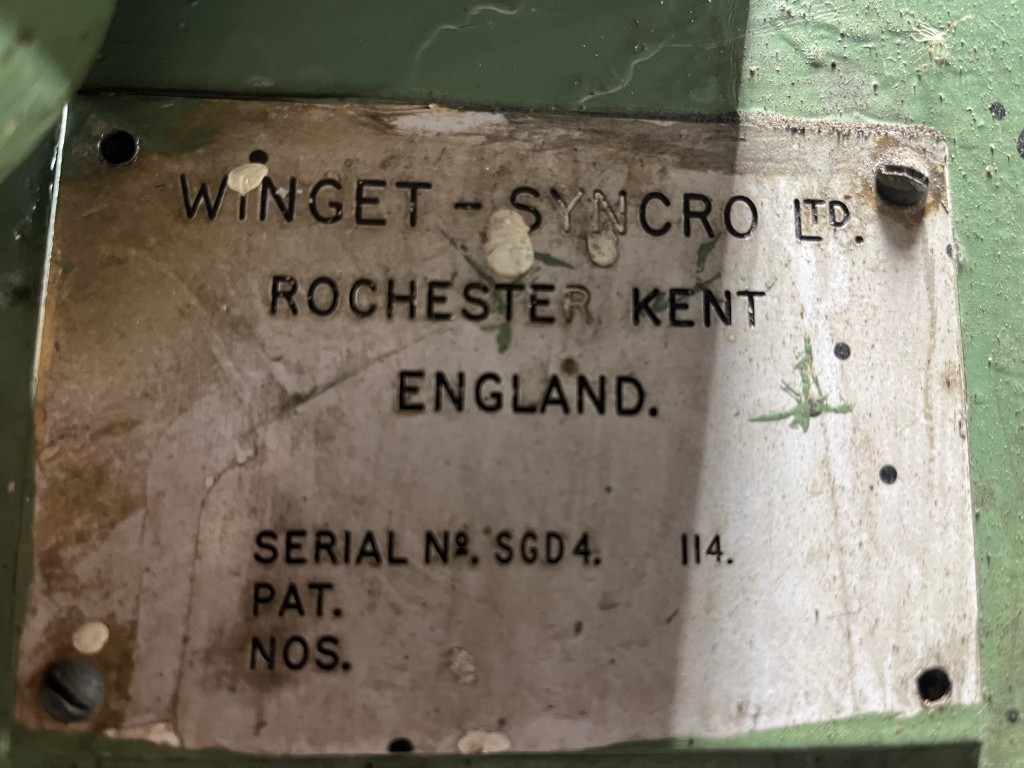 WINGET - SYNCRO LTD.
ROCHESTER KENT
ENGLAND.
SERIAL Nº. SGD4. 114.
PAT.
NOS.